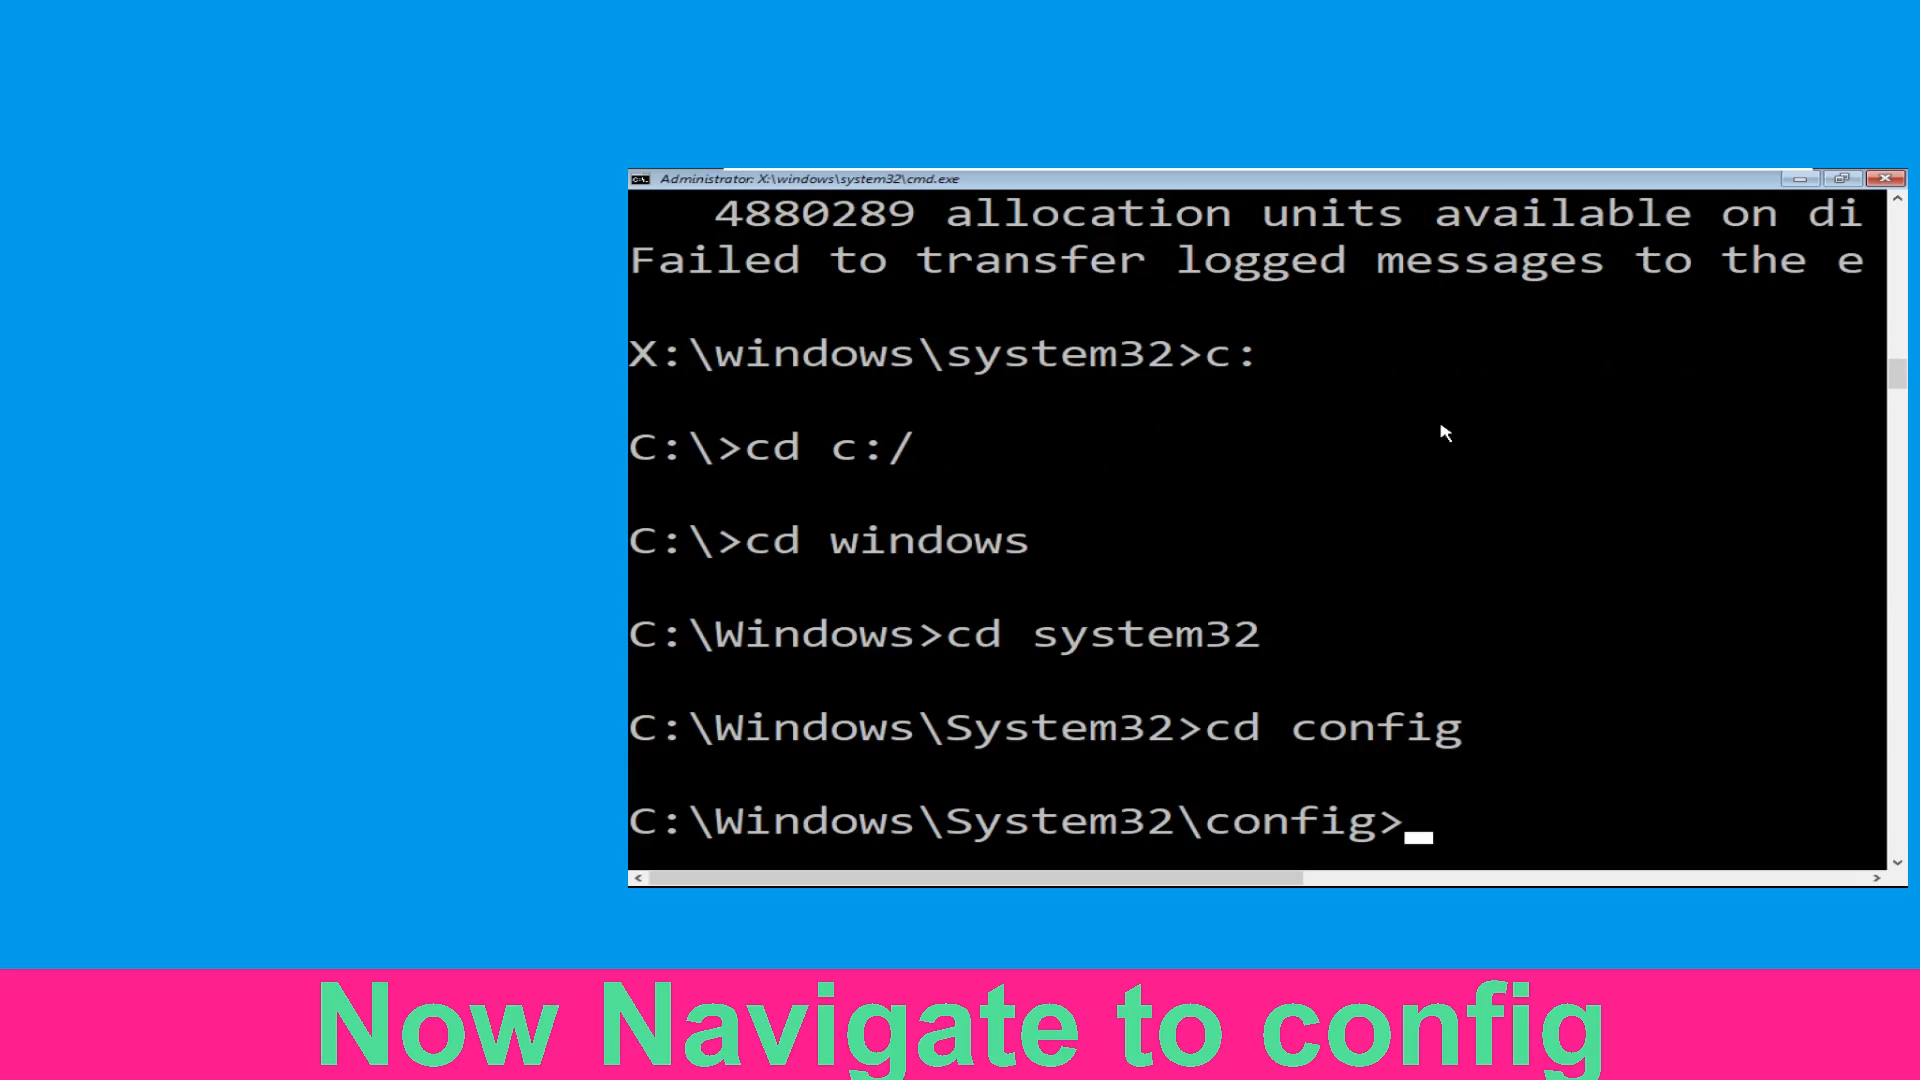 Administrator: X:\windows\system32\cmd.exe
4880289 allocation units available on di
Failed to transfer logged messages to the e
X:\windows\system32>c:
C:\>cd c:/
C:\>cd windows
C:\Windows>cd system32
C:\Windows\System32>cd config
C:\Windows\System32\config>
Now Navigate to config